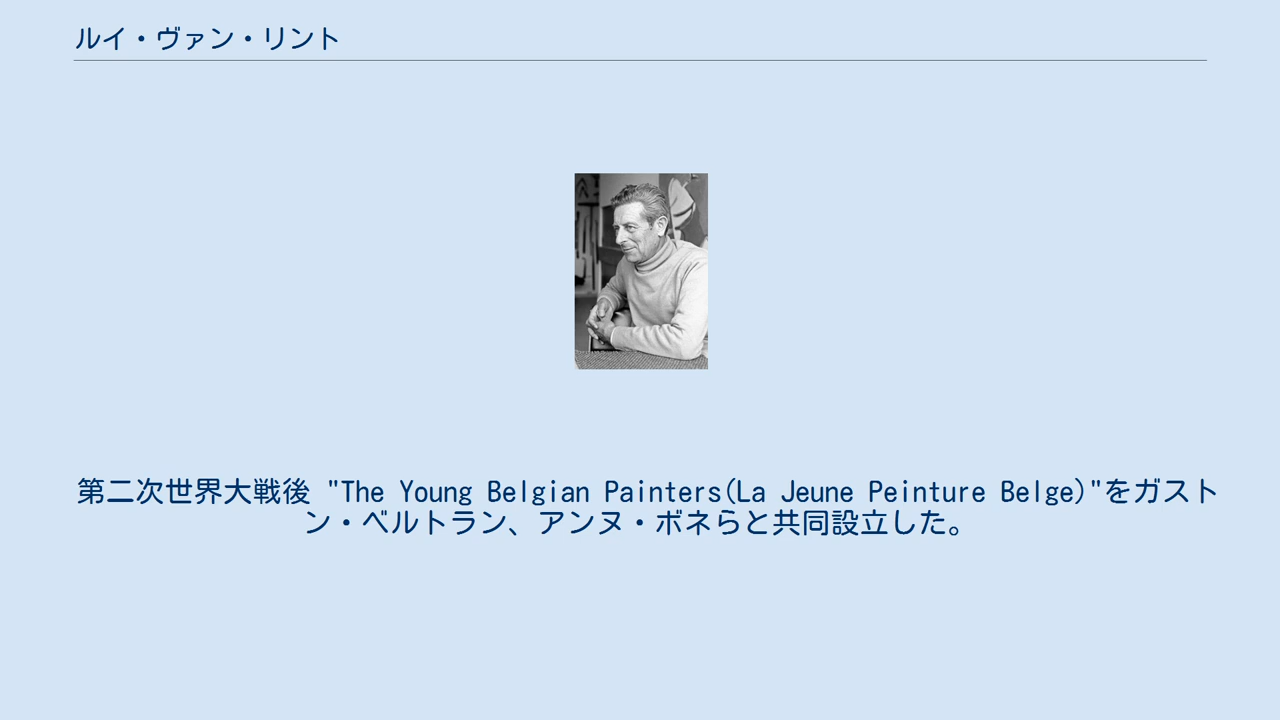 ルイ・ヴァン・リント
第二次世界大戦後 "The Young Belgian Painters(La Jeune Peinture Belge)"をガスト
ン・ベルトラン、アンヌ・ボネらと共同設立した。